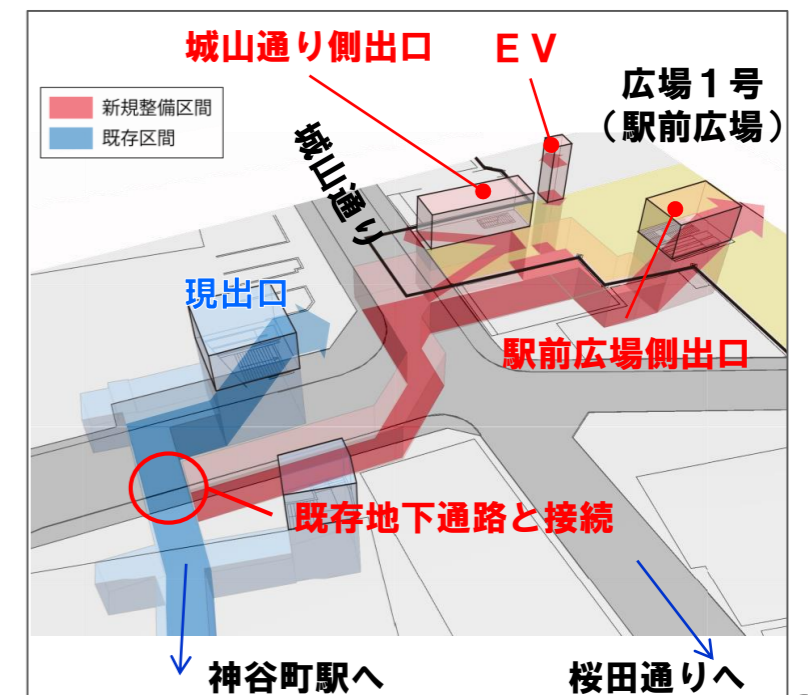 城山通り側出口
ＥＶ
広場１号
（駅前広場）
新規整備区間
既存区間
城山通り
現出口
駅前広場側出口
既存地下通路と接続
神谷町駅へ
桜田通りへ